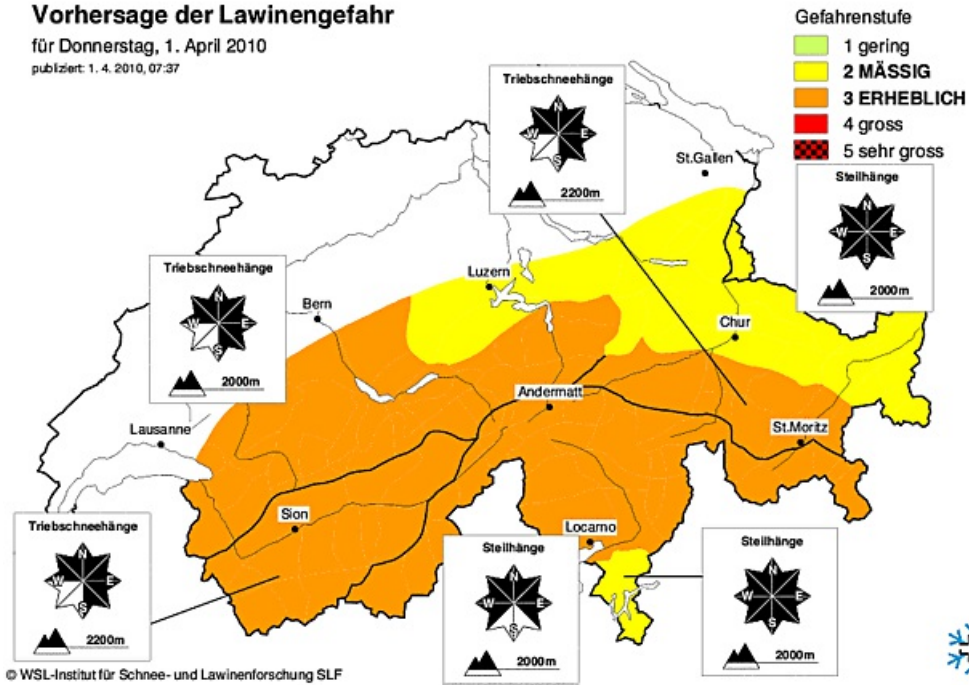 Vorhersage der Lawinengefahr
für Donnerstag, 1. April 2010
publiziert: 1. 4. 2010, 07:37
Gefahrenstufe
1 gering
2 MÄSSIG
3 ERHEBLICH
4 gross
5 sehr gross
Triebschneehänge
N
W E
S
2200m
St.Gallen
Steilhänge
N
W E
S
2000m
Triebschneehänge
N
W E
S
2000m
Luzern
Bern
Chur
Andermatt
Lausanne
St.Moritz
Sion
Locarno
Triebschneehänge
N
W E
S
2200m
Steilhänge
N
W E
S
2000m
Steilhänge
N
W E
S
2000m
© WSL-Institut für Schnee- und Lawinenforschung SLF